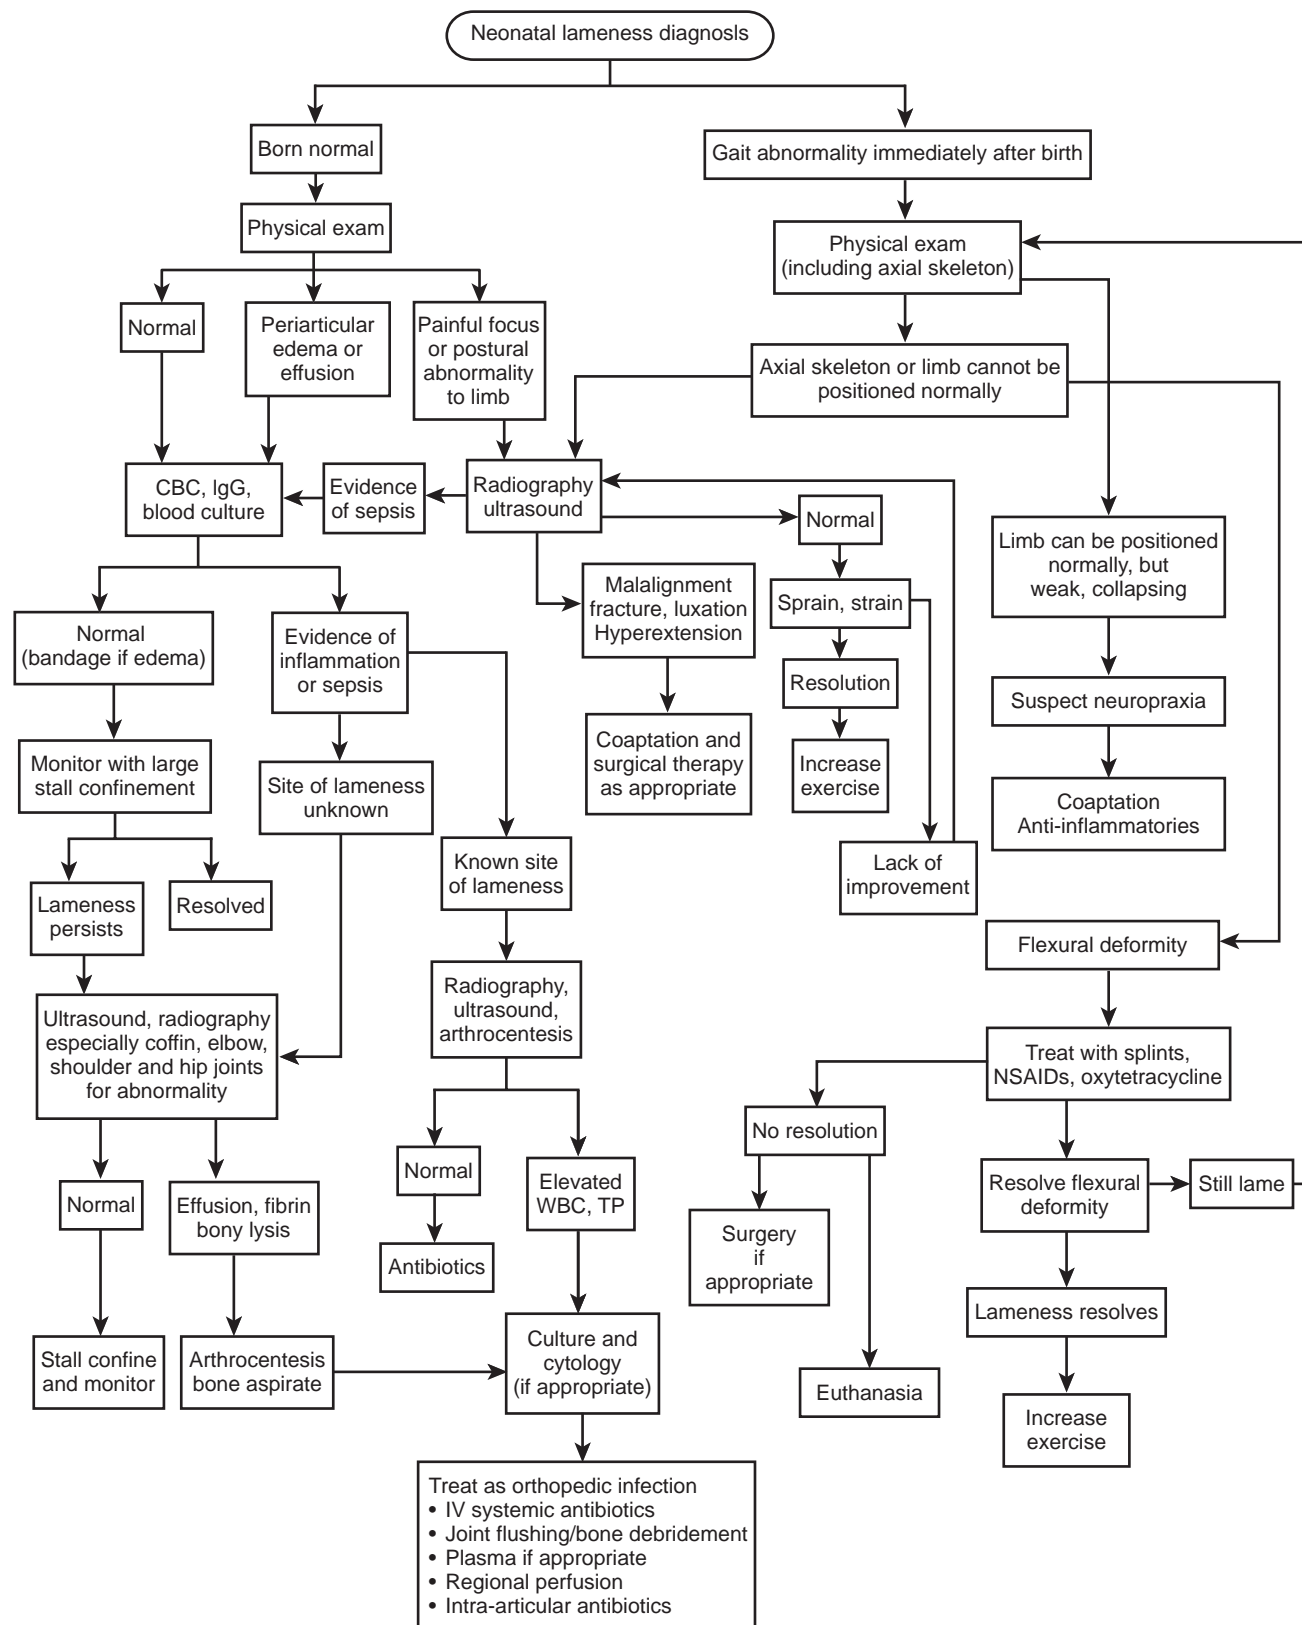 Neonatal lameness diagnosls
Born normal
Gait abnormality immediately after birth
Physical exam
Physical exam
(including axial skeleton)
Normal
Periarticular
edema or
effusion
Painful focus
or postural
abnormality
to limb
Axial skeleton or limb cannot be
positioned normally
CBC, IgG,
blood culture
Evidence
of sepsis
Radiography
ultrasound
Normal
Limb can be positioned
normally, but
weak, collapsing
Malalignment
fracture, luxation
Hyperextension
Sprain, strain
Normal
(bandage if edema)
Evidence of
inflammation
or sepsis
Resolution
Suspect neuropraxia
Coaptation and
surgical therapy
as appropriate
Increase
exercise
Monitor with large
stall confinement
Site of lameness
unknown
Coaptation
Anti-inflammatories
Known site
of lameness
Lack of
improvement
Lameness
persists
Resolved
Flexural deformity
Radiography,
ultrasound,
arthrocentesis
Ultrasound, radiography
especially coffin, elbow,
shoulder and hip joints
for abnormality
Treat with splints,
NSAIDs, oxytetracycline
No resolution
Normal
Elevated
WBC, TP
Resolve flexural
deformity
Still lame
Normal
Effusion, fibrin
bony lysis
Antibiotics
Surgery
if
appropriate
Lameness resolves
Stall confine
and monitor
Arthrocentesis
bone aspirate
Culture and
cytology
(if appropriate)
Euthanasia
Increase
exercise
Treat as orthopedic infection
• IV systemic antibiotics
• Joint flushing/bone debridement
• Plasma if appropriate
• Regional perfusion
• Intra-articular antibiotics